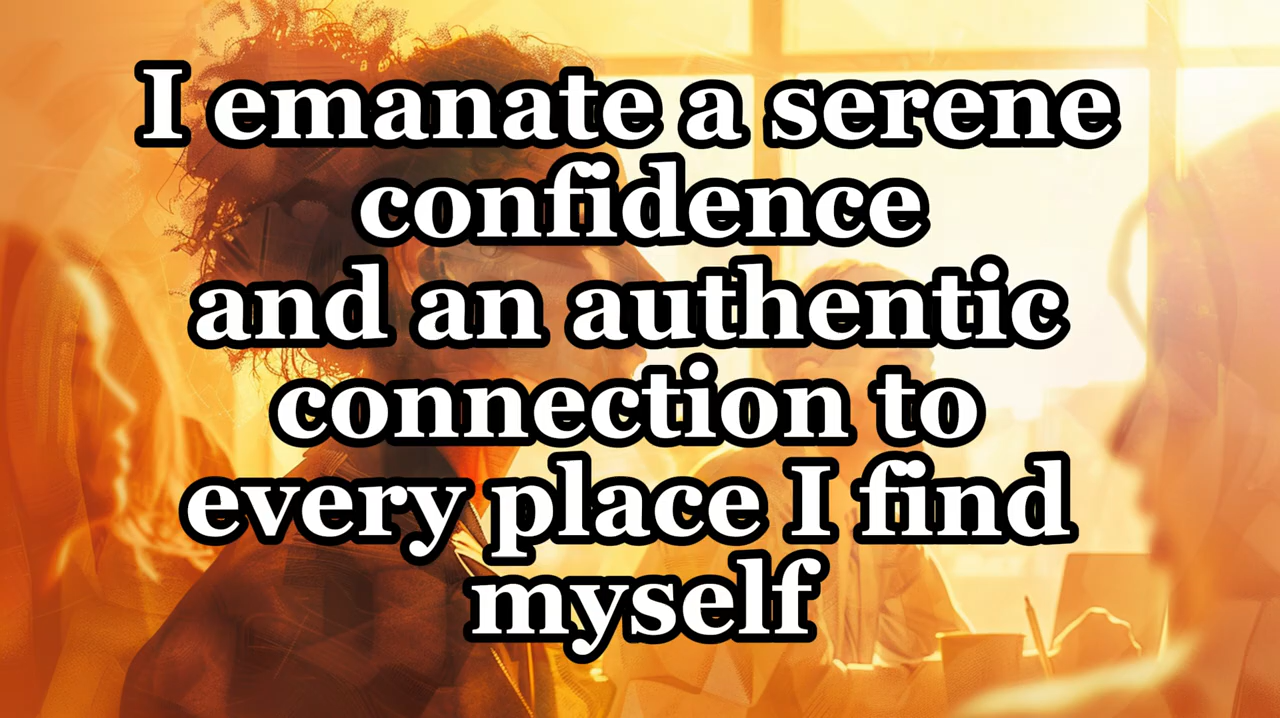 I emanate a serene
confidence
and an authentic
connection to
every place I find
myself